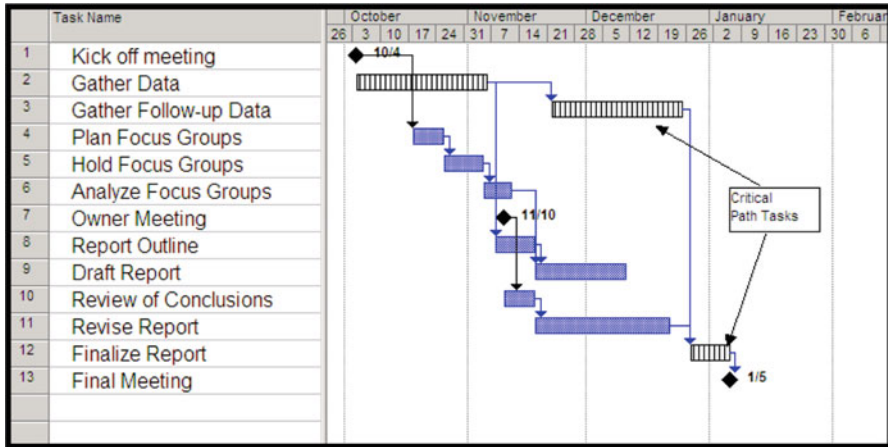 Task Name
October November December January Februar
26 3 10 17 24 31 7 14 21 28 5 12 19 26 2 9 16 23 30 6
1 Kick off meeting 10/4
2 Gather Data
3 Gather Follow-up Data
4 Plan Focus Groups
5 Hold Focus Groups
6 Analyze Focus Groups
7 Owner Meeting 11/10
8 Report Outline
9 Draft Report
10 Review of Conclusions
11 Revise Report
12 Finalize Report
13 Final Meeting 1/5
Critical
Path Tasks